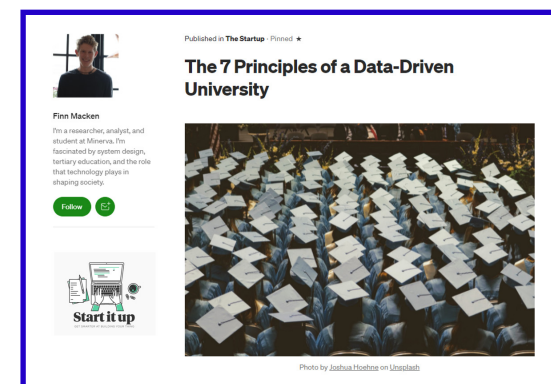 Published in The Startup · Pinned ★
The 7 Principles of a Data-Driven
University
Finn Macken
I'm a researcher, analyst, and
student at Minerva. I'm
fascinated by system design,
tertiary education, and the role
that technology plays in
shaping society.
Follow
Start it up
Photo by Joshua Hoehne on Unsplash